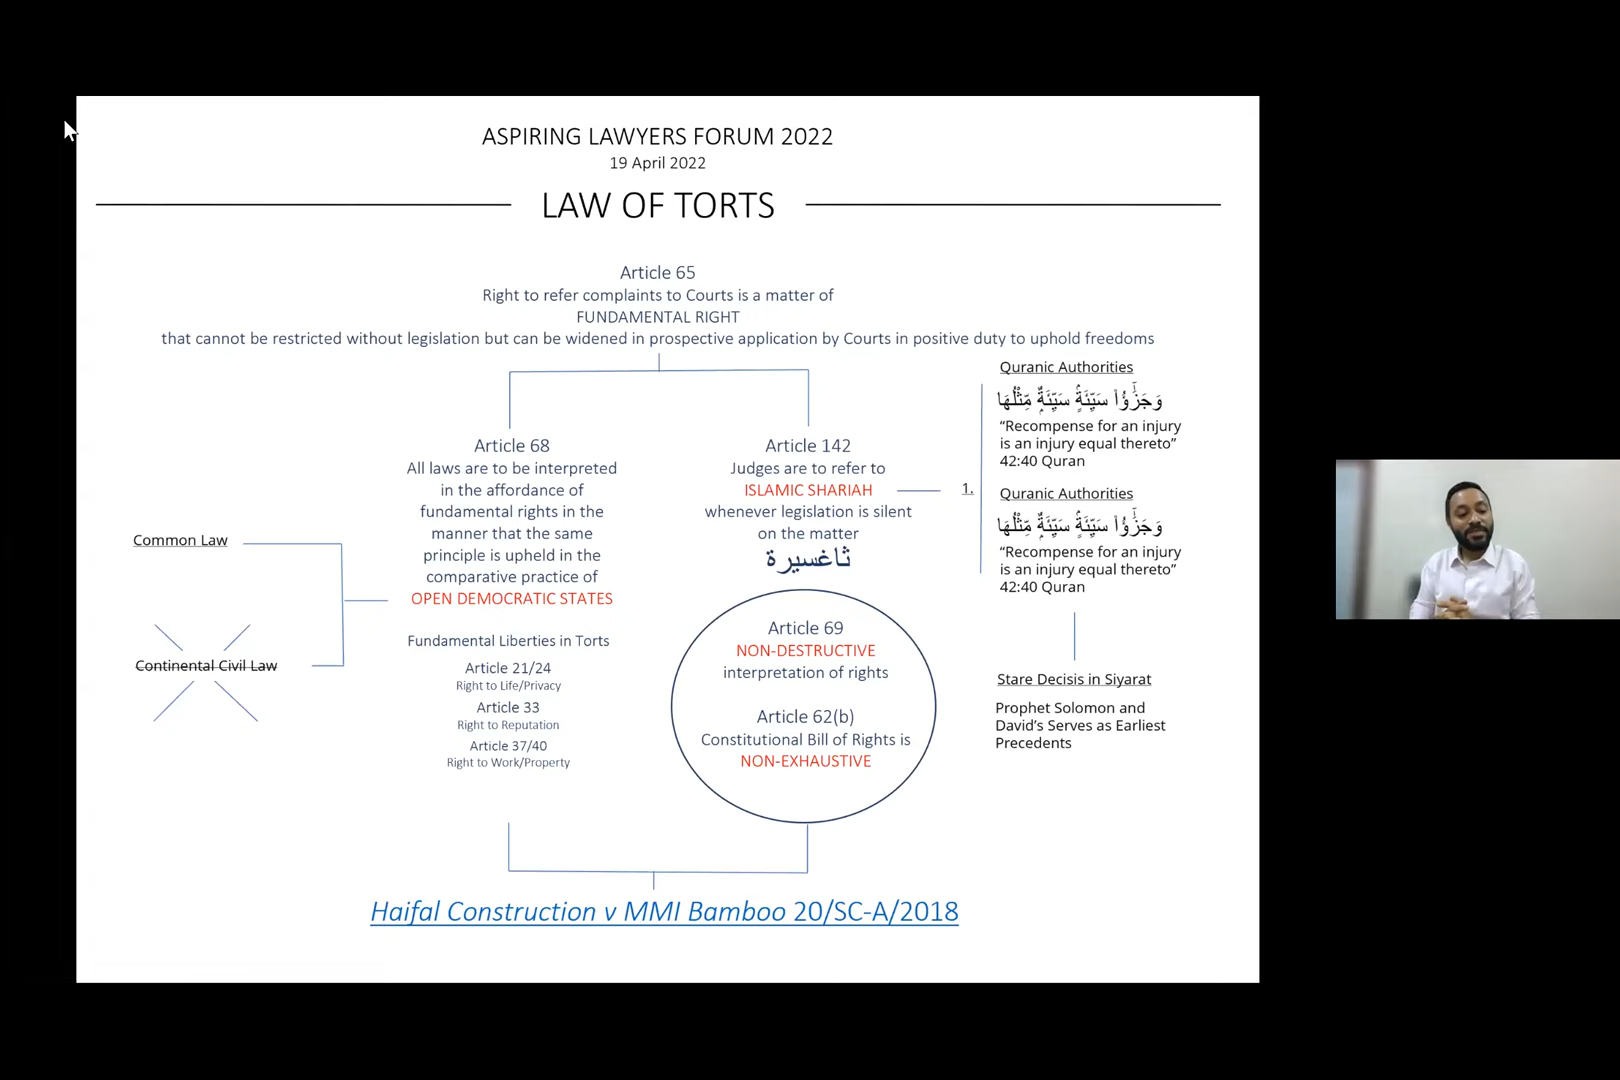 ASPIRING LAWYERS FORUM 2022
19 April 2022
LAW OF TORTS
Article 65
Right to refer complaints to Courts is a matter of
FUNDAMENTAL RIGHT
that cannot be restricted without legislation but can be widened in prospective application by Courts in positive duty to uphold freedoms
Common Law
Continental Civil Law
Article 68
All laws are to be interpreted
in the affordance of
fundamental rights in the
manner that the same
principle is upheld in the
comparative practice of
OPEN DEMOCRATIC STATES
Fundamental Liberties in Torts
Article 21/24
Right to Life/Privacy
Article 33
Right to Reputation
Article 37/40
Right to Work/Property
Article 142
Judges are to refer to
ISLAMIC SHARIAH
whenever legislation is silent
on the matter
ثاغسيرة
Article 69
NON-DESTRUCTIVE
interpretation of rights
Article 62(b)
Constitutional Bill of Rights is
NON-EXHAUSTIVE
1.
Quranic Authorities
وَجَزَٰٓؤُا۟ سَيِّئَةٍۢ سَيِّئَةٌۭ مِّثْلُهَا
“Recompense for an injury
is an injury equal thereto”
42:40 Quran
Quranic Authorities
وَجَزَٰٓؤُا۟ سَيِّئَةٍۢ سَيِّئَةٌۭ مِّثْلُهَا
“Recompense for an injury
is an injury equal thereto”
42:40 Quran
Stare Decisis in Siyarat
Prophet Solomon and
David’s Serves as Earliest
Precedents
Haifal Construction v MMI Bamboo 20/SC-A/2018